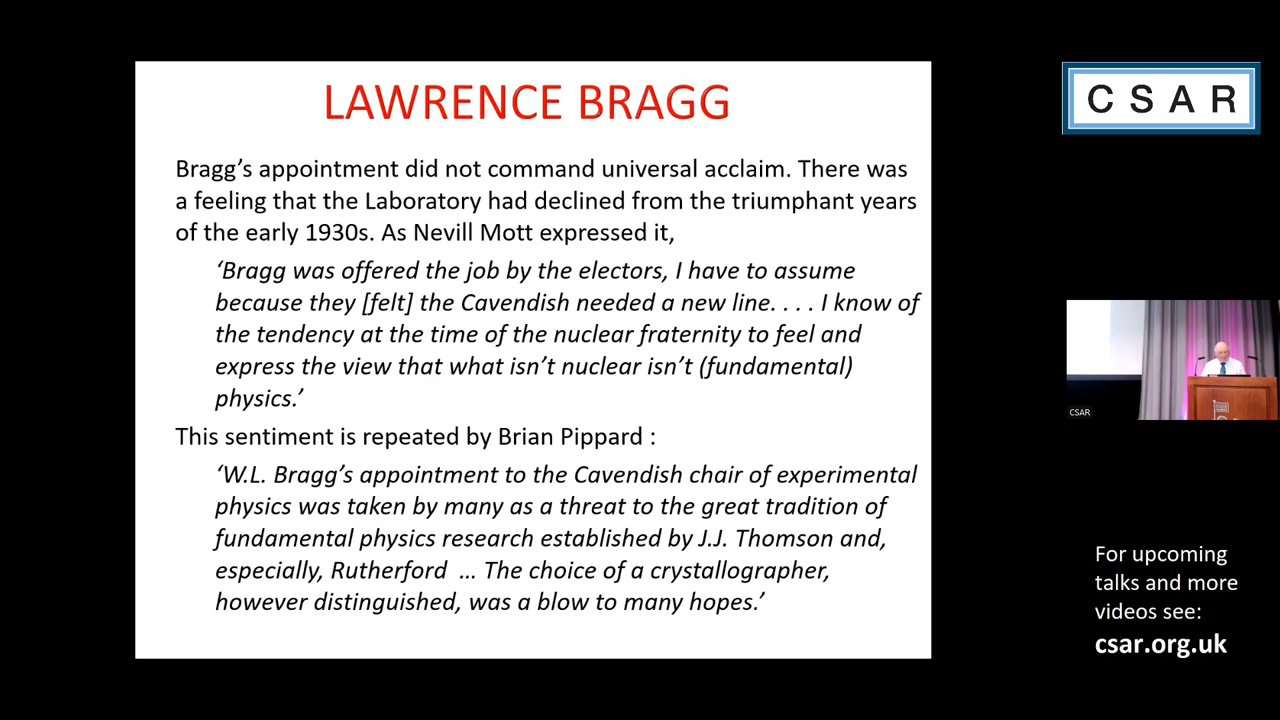 LAWRENCE BRAGG
Bragg’s appointment did not command universal acclaim. There was
a feeling that the Laboratory had declined from the triumphant years
of the early 1930s. As Nevill Mott expressed it,
‘Bragg was offered the job by the electors, I have to assume
because they [felt] the Cavendish needed a new line. . . . I know of
the tendency at the time of the nuclear fraternity to feel and
express the view that what isn’t nuclear isn’t (fundamental)
physics.’
This sentiment is repeated by Brian Pippard :
‘W.L. Bragg’s appointment to the Cavendish chair of experimental
physics was taken by many as a threat to the great tradition of
fundamental physics research established by J.J. Thomson and,
especially, Rutherford … The choice of a crystallographer,
however distinguished, was a blow to many hopes.’
CSAR
CSAR
For upcoming
talks and more
videos see:
csar.org.uk